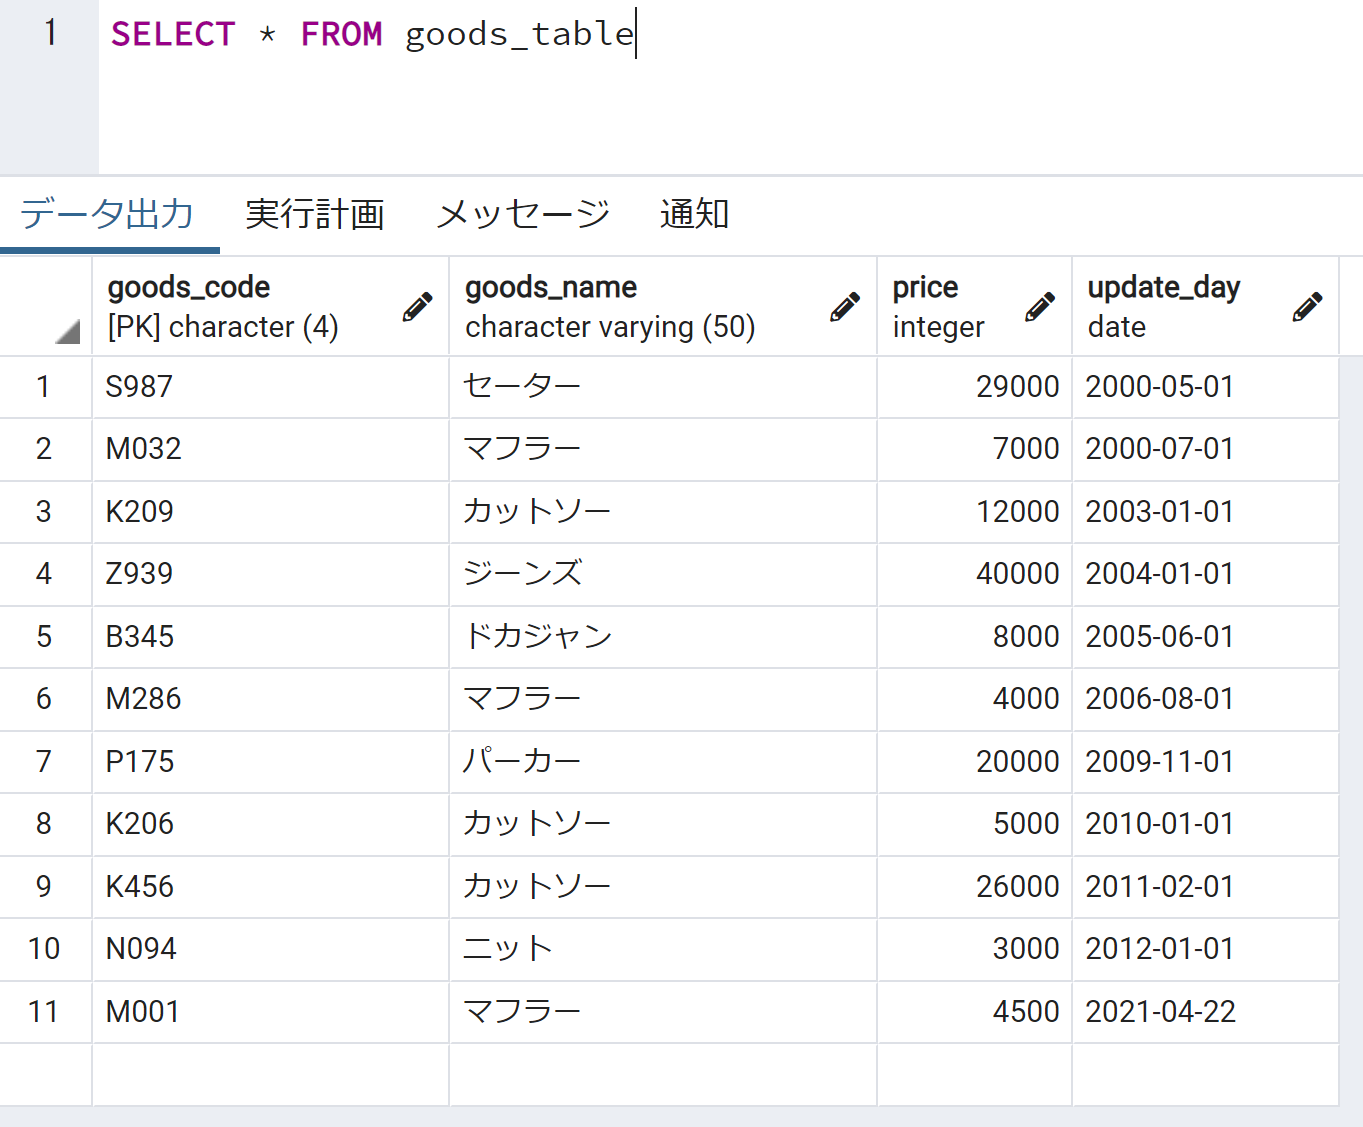 1 SELECT * FROM goods_table
データ出力 実行計画 メッセージ 通知
goods_code goods_name price update_day
[PK] character (4) character varying (50) integer date
1 S987 セーター 29000 2000-05-01
2 M032 マフラー 7000 2000-07-01
3 K209 カットソー 12000 2003-01-01
4 Z939 ジーンズ 40000 2004-01-01
5 B345 ドカジャン 8000 2005-06-01
6 M286 マフラー 4000 2006-08-01
7 P175 パーカー 20000 2009-11-01
8 K206 カットソー 5000 2010-01-01
9 K456 カットソー 26000 2011-02-01
10 N094 ニット 3000 2012-01-01
11 M001 マフラー 4500 2021-04-22